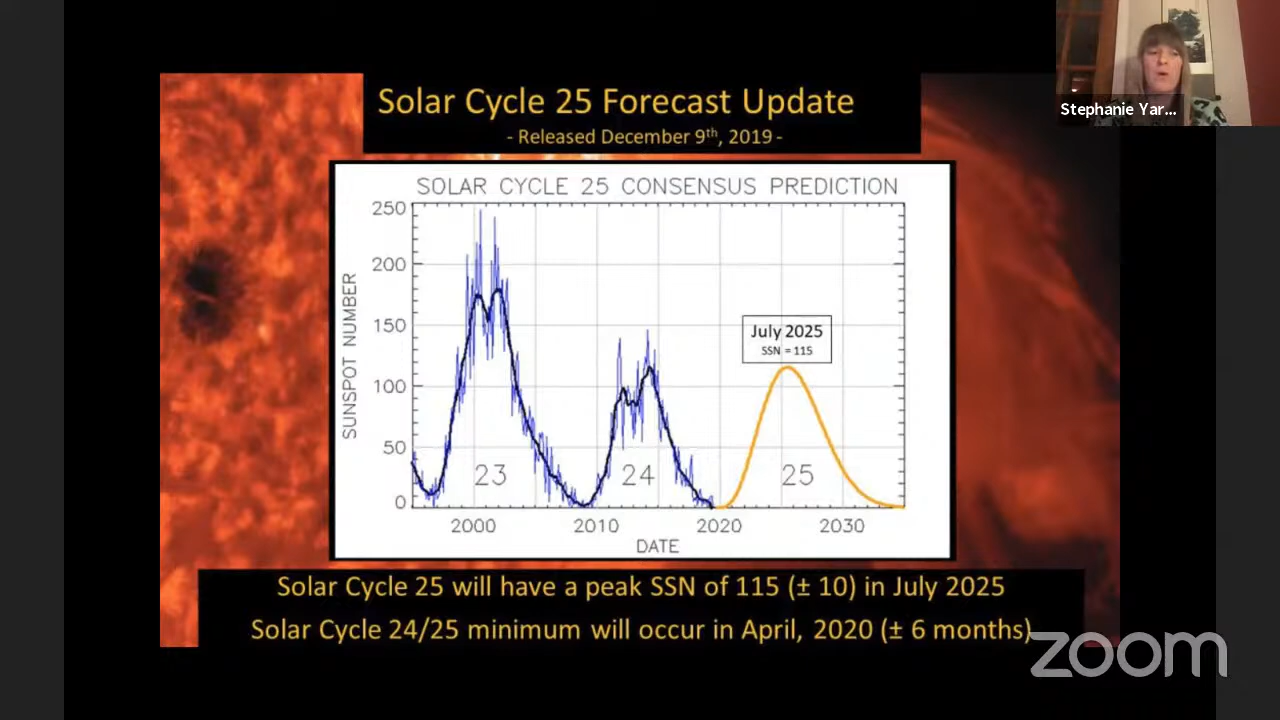 Solar Cycle 25 Forecast Update
- Released December 9th, 2019 -
Stephanie Yar...
SOLAR CYCLE 25 CONSENSUS PREDICTION
SUNSPOT NUMBER
250
200
150
100
50
0
July 2025
SSN = 115
23
24
25
2000
2010
2020
2030
DATE
Solar Cycle 25 will have a peak SSN of 115 (± 10) in July 2025
Solar Cycle 24/25 minimum will occur in April, 2020 (± 6 months)
zoom